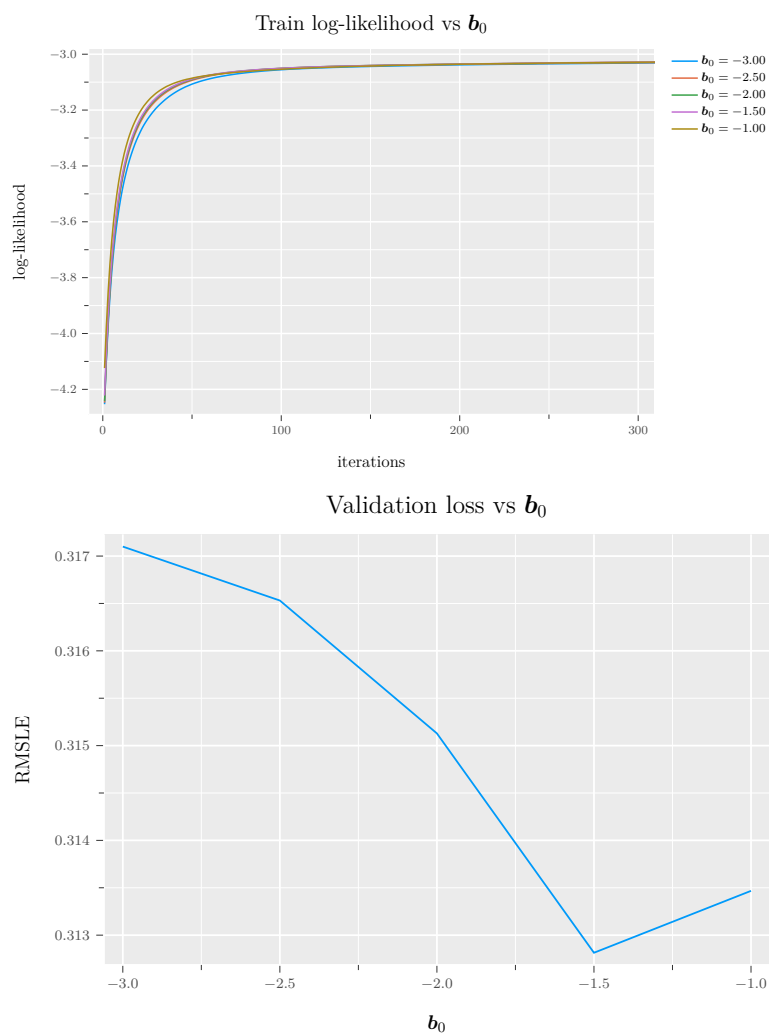 Train log-likelihood vs b₀
−3.0
−3.2
−3.4
−3.6
−3.8
−4.0
−4.2
log-likelihood
0
100
200
300
iterations
b₀ = −3.00
b₀ = −2.50
b₀ = −2.00
b₀ = −1.50
b₀ = −1.00
Validation loss vs b₀
0.317
0.316
0.315
0.314
0.313
RMSLE
−3.0
−2.5
−2.0
−1.5
−1.0
b₀